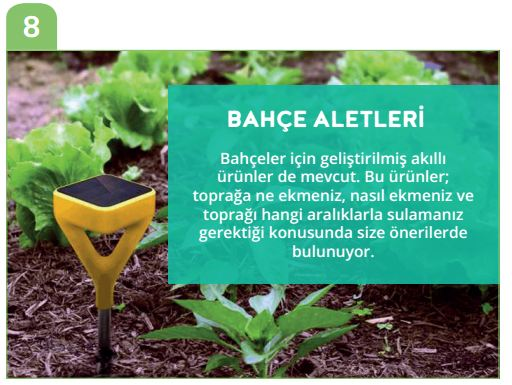 8
BAHÇE ALETLERİ
Bahçeler için geliştirilmiş akıllı
ürünler de mevcut. Bu ürünler;
toprağa ne ekmeniz, nasıl ekmeniz ve
toprağı hangi aralıklarla sulamanız
gerektiği konusunda size önerilerde
bulunuyor.